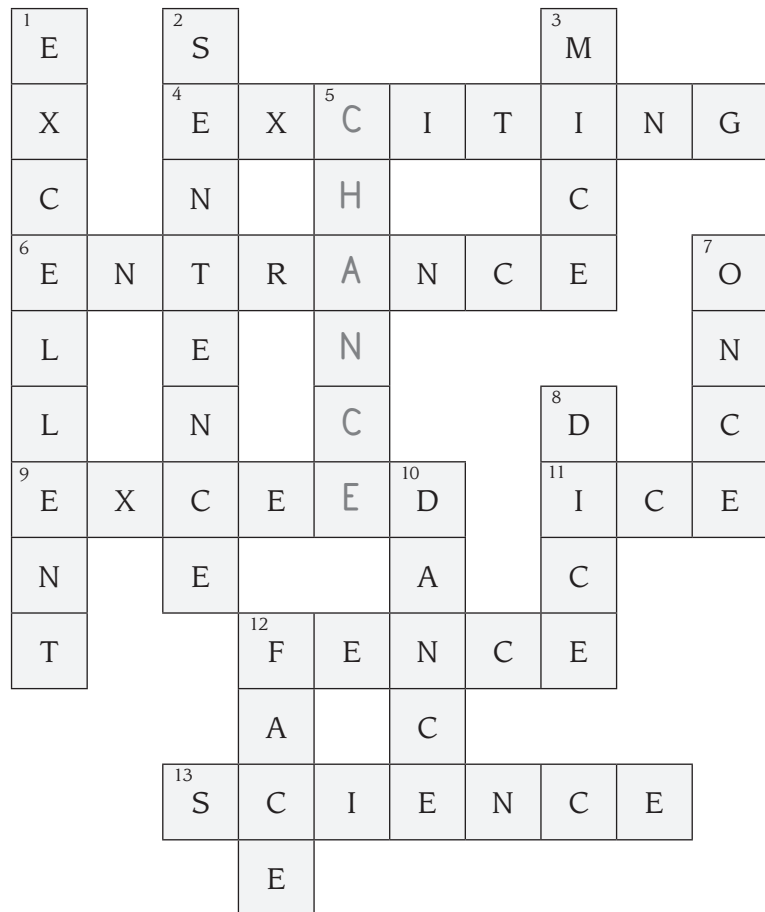 1 E 2 S 3 M
X 4 E X 5 C I T I N G
C N H C
6 E N T R A N C E 7 O
L E N N
L N C 8 D C
9 E X C E E 10 D 11 I C E
N E A C
T 12 F E N C E
A C
13 S C I E N C E
E